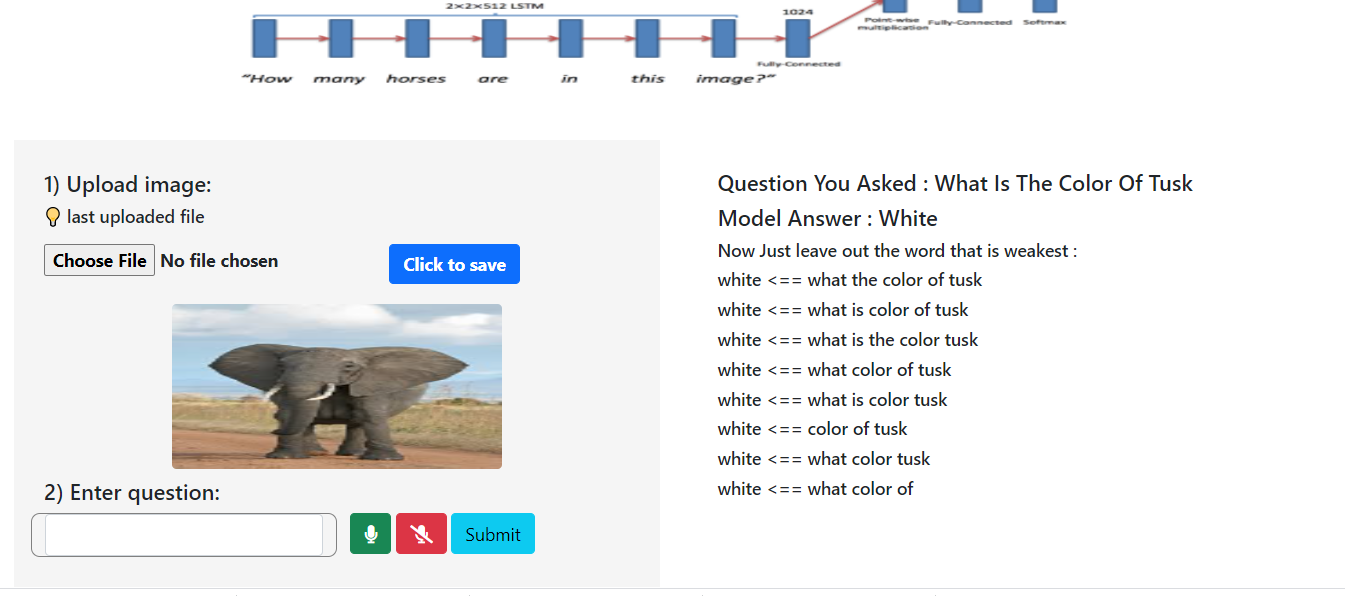 2×2×512 LSTM
1024
Point-wise multiplication
Fully-Connected
Softmax
Fully-Connected
"How many horses are in this image?"
1) Upload image:
last uploaded file
Choose File No file chosen
Click to save
2) Enter question:
Submit
Question You Asked : What Is The Color Of Tusk
Model Answer : White
Now Just leave out the word that is weakest :
white <== what the color of tusk
white <== what is color of tusk
white <== what is the color tusk
white <== what color of tusk
white <== what is color tusk
white <== color of tusk
white <== what color tusk
white <== what color of